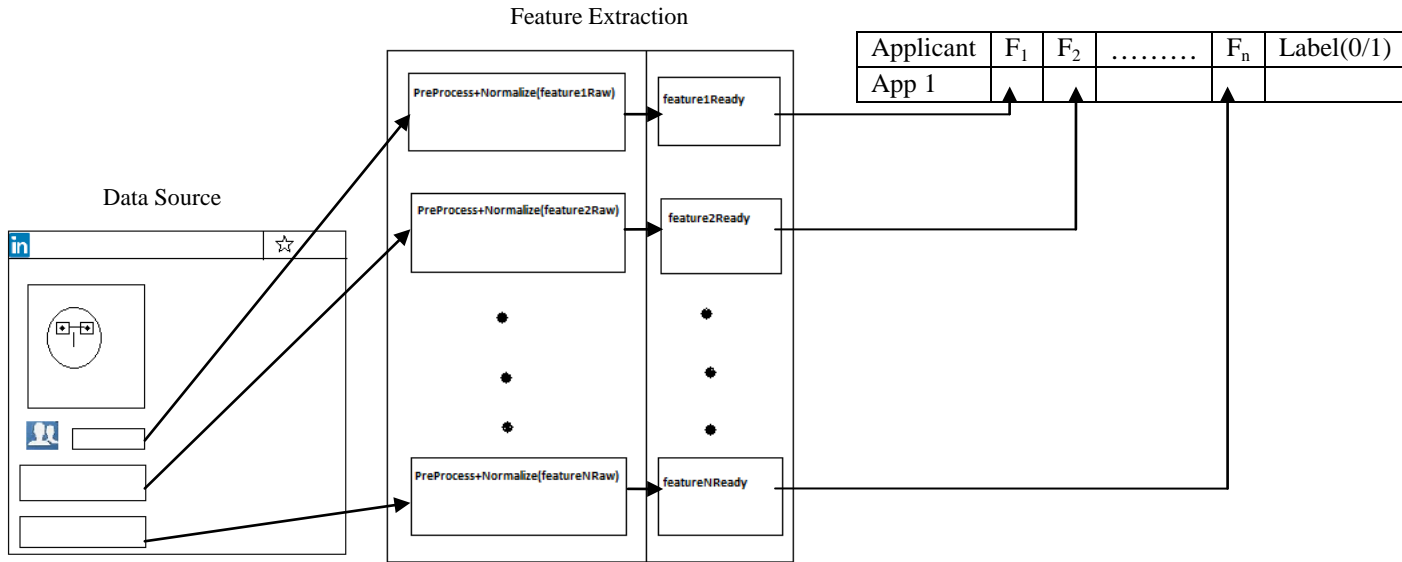 Feature Extraction
Applicant F1 F2 ......... Fn Label(0/1)
App 1
PreProcess+Normalize(feature1Raw)
feature1Ready
Data Source
PreProcess+Normalize(feature2Raw)
feature2Ready
in
PreProcess+Normalize(featureNRaw)
featureNReady